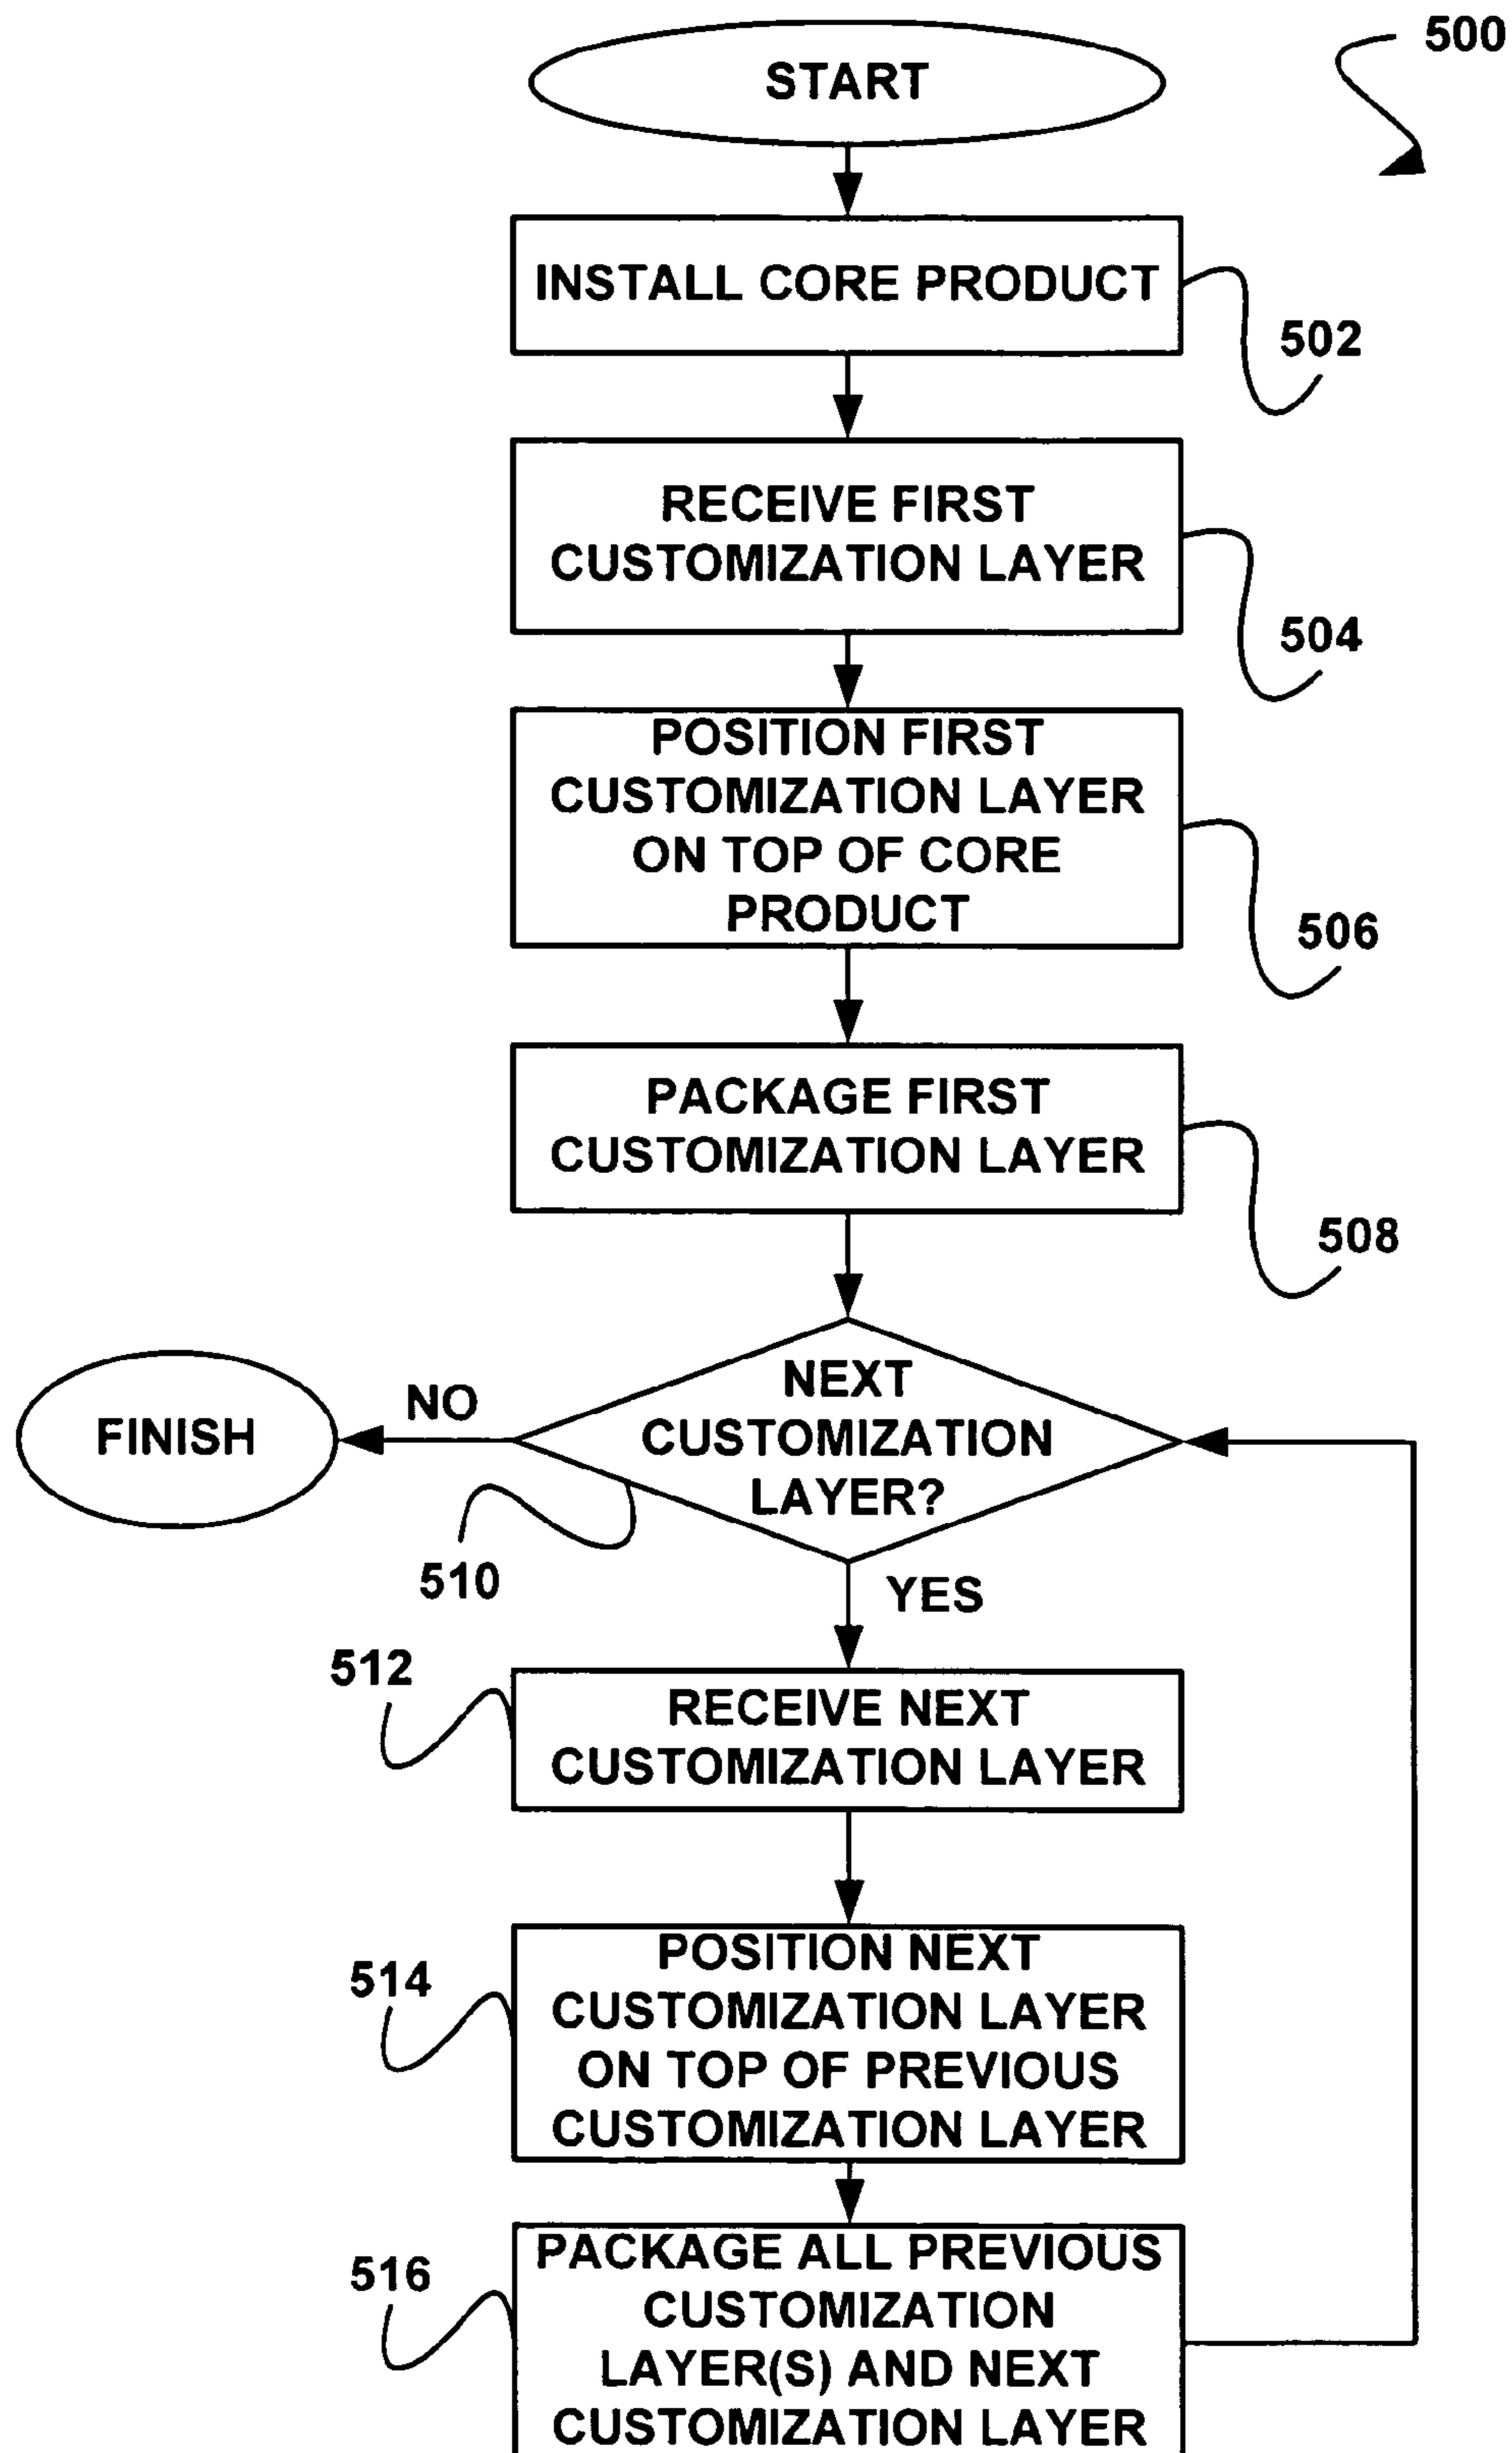 500
START
INSTALL CORE PRODUCT
502
RECEIVE FIRST
CUSTOMIZATION LAYER
504
POSITION FIRST
CUSTOMIZATION LAYER
ON TOP OF CORE
PRODUCT
506
PACKAGE FIRST
CUSTOMIZATION LAYER
508
NEXT
CUSTOMIZATION
LAYER?
NO
FINISH
510
YES
512
RECEIVE NEXT
CUSTOMIZATION LAYER
514
POSITION NEXT
CUSTOMIZATION LAYER
ON TOP OF PREVIOUS
CUSTOMIZATION LAYER
516
PACKAGE ALL PREVIOUS
CUSTOMIZATION
LAYER(S) AND NEXT
CUSTOMIZATION LAYER